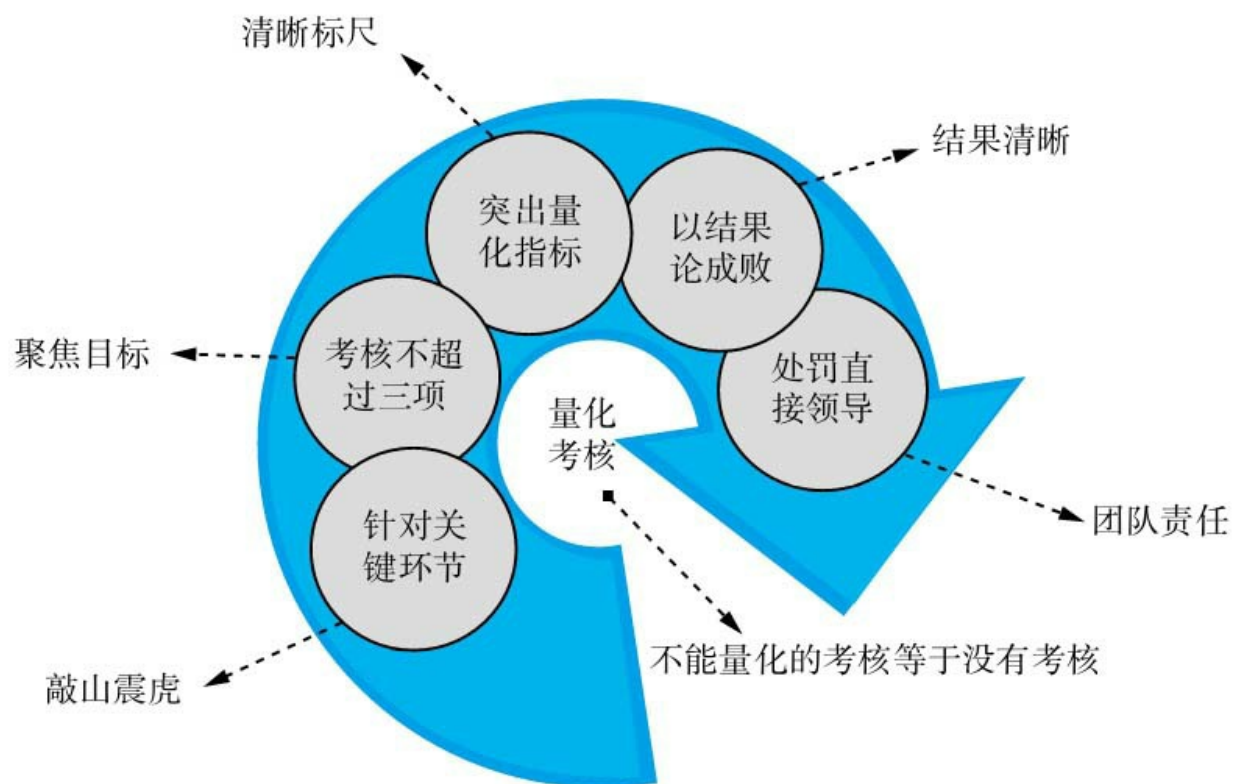 清晰标尺
结果清晰
突出量
化指标
以结果
论成败
聚焦目标
考核不超
过三项
处罚直
接领导
量化
考核
针对关
键环节
团队责任
不能量化的考核等于没有考核
敲山震虎